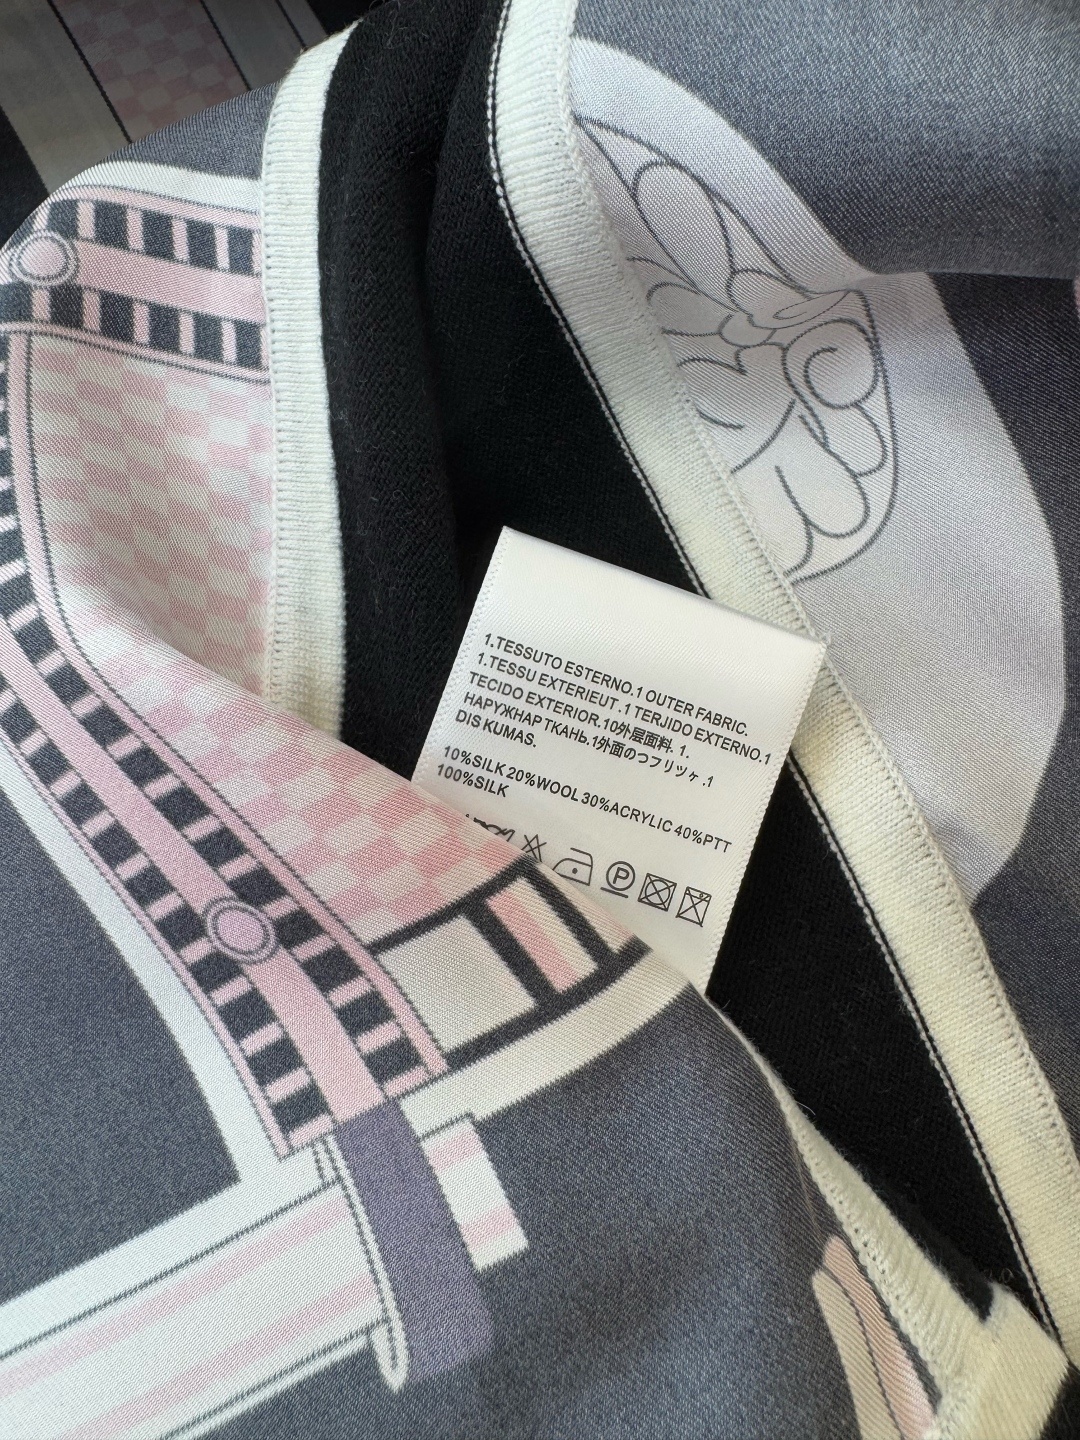 1.TESSUTO ESTERNO.1 OUTER FABRIC.
1.TESSU EXTERIEUT .1 TERJIDO EXTERNO.1
TECIDO EXTERIOR.10外层面料. 1.
НАРУЖНАР ТКАНЬ.1外面のつフリツヶ .1
DIS KUMAS.
10%SILK 20%WOOL 30%ACRYLIC 40%PTT
100%SILK
P